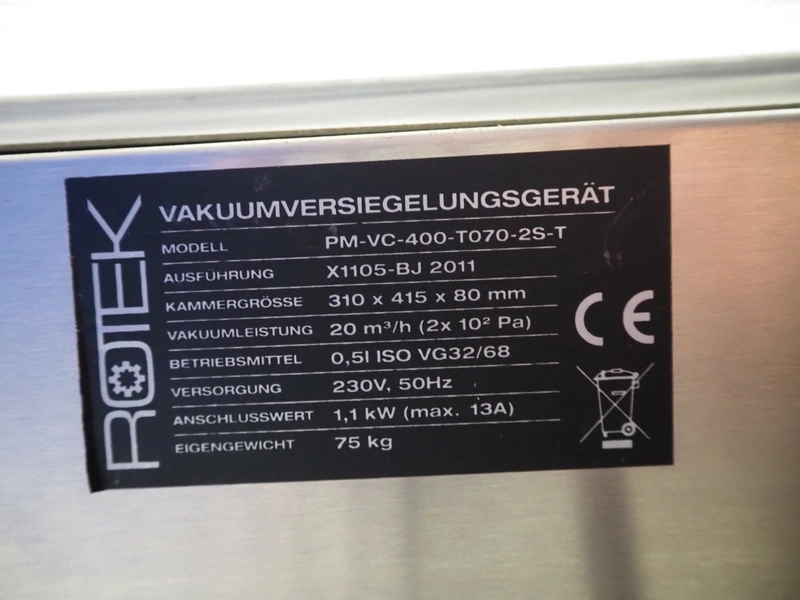 ROTEK
VAKUUMVERSIEGELUNGSGERÄT
MODELL PM-VC-400-T070-2S-T
AUSFÜHRUNG X1105-BJ 2011
KAMMERGRÖSSE 310 x 415 x 80 mm
VAKUUMLEISTUNG 20 m³/h (2x 10² Pa)
BETRIEBSMITTEL 0,5l ISO VG32/68
VERSORGUNG 230V, 50Hz
ANSCHLUSSWERT 1,1 kW (max. 13A)
EIGENGEWICHT 75 kg
CE